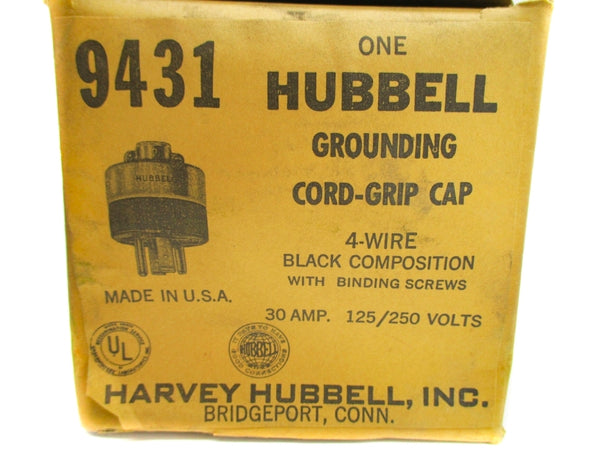 9431
ONE
HUBBELL
GROUNDING
CORD-GRIP CAP
HUBBELL
4-WIRE
BLACK COMPOSITION
WITH BINDING SCREWS
MADE IN U.S.A.
30 AMP. 125/250 VOLTS
UL
HUBBELL
HARVEY HUBBELL, INC.
BRIDGEPORT, CONN.